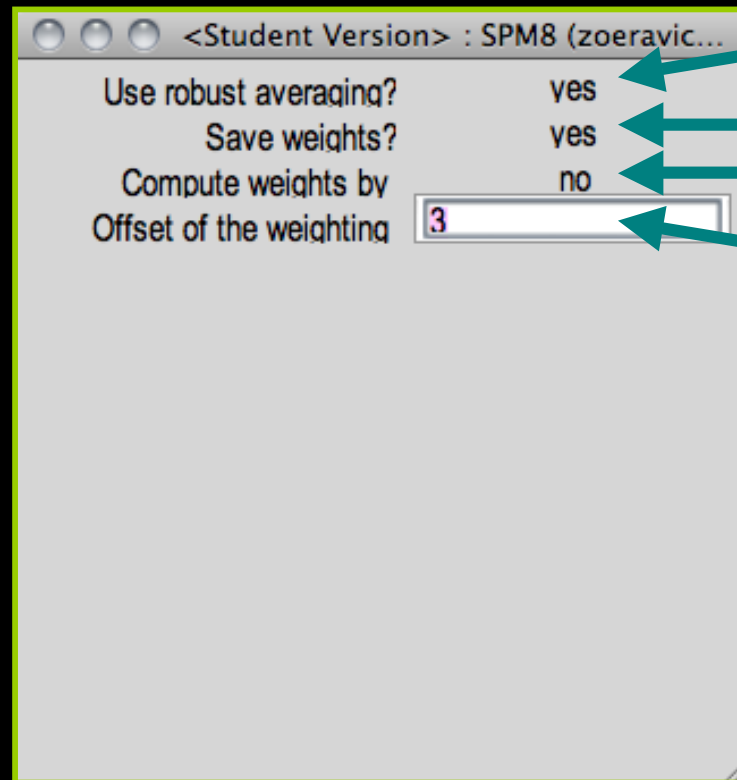 <Student Version> : SPM8 (zoeravic...
Use robust averaging? yes
Save weights? yes
Compute weights by no
Offset of the weighting 3